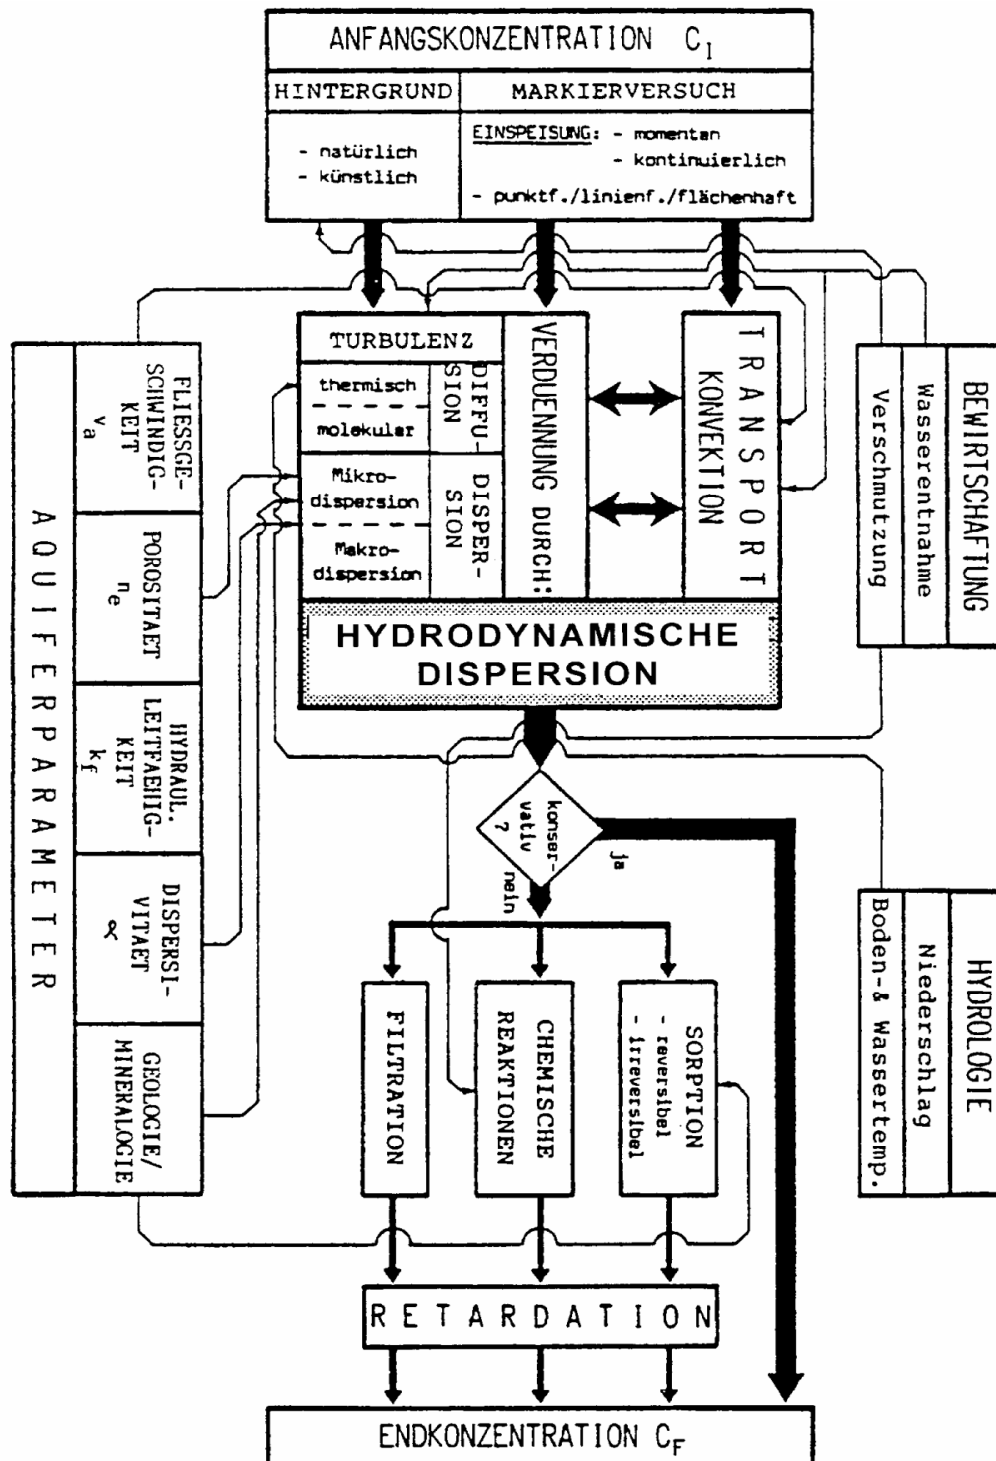 ANFANGSKONZENTRATION C_I
HINTERGRUND
- natürlich
- künstlich
MARKIERVERSUCH
EINSPEISUNG: - momentan
- kontinuierlich
- punktf./linienf./flächenhaft
TURBULENZ
thermisch
molekular
DIFFU-
SION
Mikro-
dispersion
Makro-
dispersion
DISPER-
SION
VERDUENNUNG DURCH:
TRANSPORT
KONVEKTION
HYDRODYNAMISCHE
DISPERSION
AQUIFERPARAMETER
FLIESSGE-
SCHWINDIG-
KEIT
v_a
POROSITAET
n_e
HYDRAUL.
LEITFAEHIG-
KEIT
k_f
DISPERSI-
VITAET
α
GEOLOGIE/
MINERALOGIE
BEWIRTSCHAFTUNG
Wasserentnahme
Verschmutzung
HYDROLOGIE
Niederschlag
Boden-& Wassertemp.
konser-
vativ
?
ja
nein
FILTRATION
CHEMISCHE
REAKTIONEN
SORPTION
- reversibel
- irreversibel
RETARDATION
ENDKONZENTRATION C_F